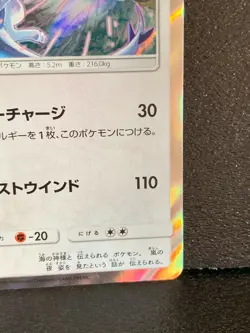 ポケモン 高さ：5.2m 重さ：216.0kg
ーチャージ 30
ルギーを1枚、このポケモンにつける。
ストウインド 110
-20 にげる
海の神様と 伝えられる ポケモン。嵐の
夜 姿を 見たという 話が 伝えられる。